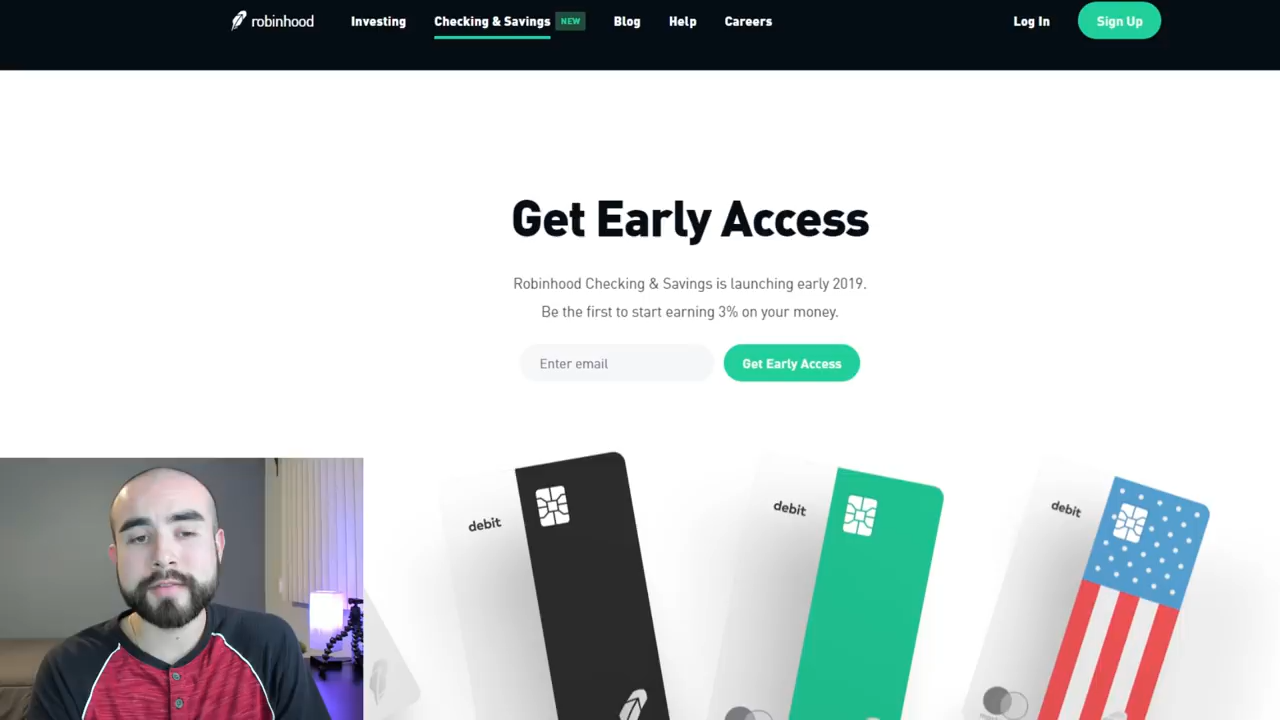 robinhood
Investing
Checking & Savings
NEW
Blog
Help
Careers
Log In
Sign Up
Get Early Access
Robinhood Checking & Savings is launching early 2019.
Be the first to start earning 3% on your money.
Enter email
Get Early Access
debit
debit
debit